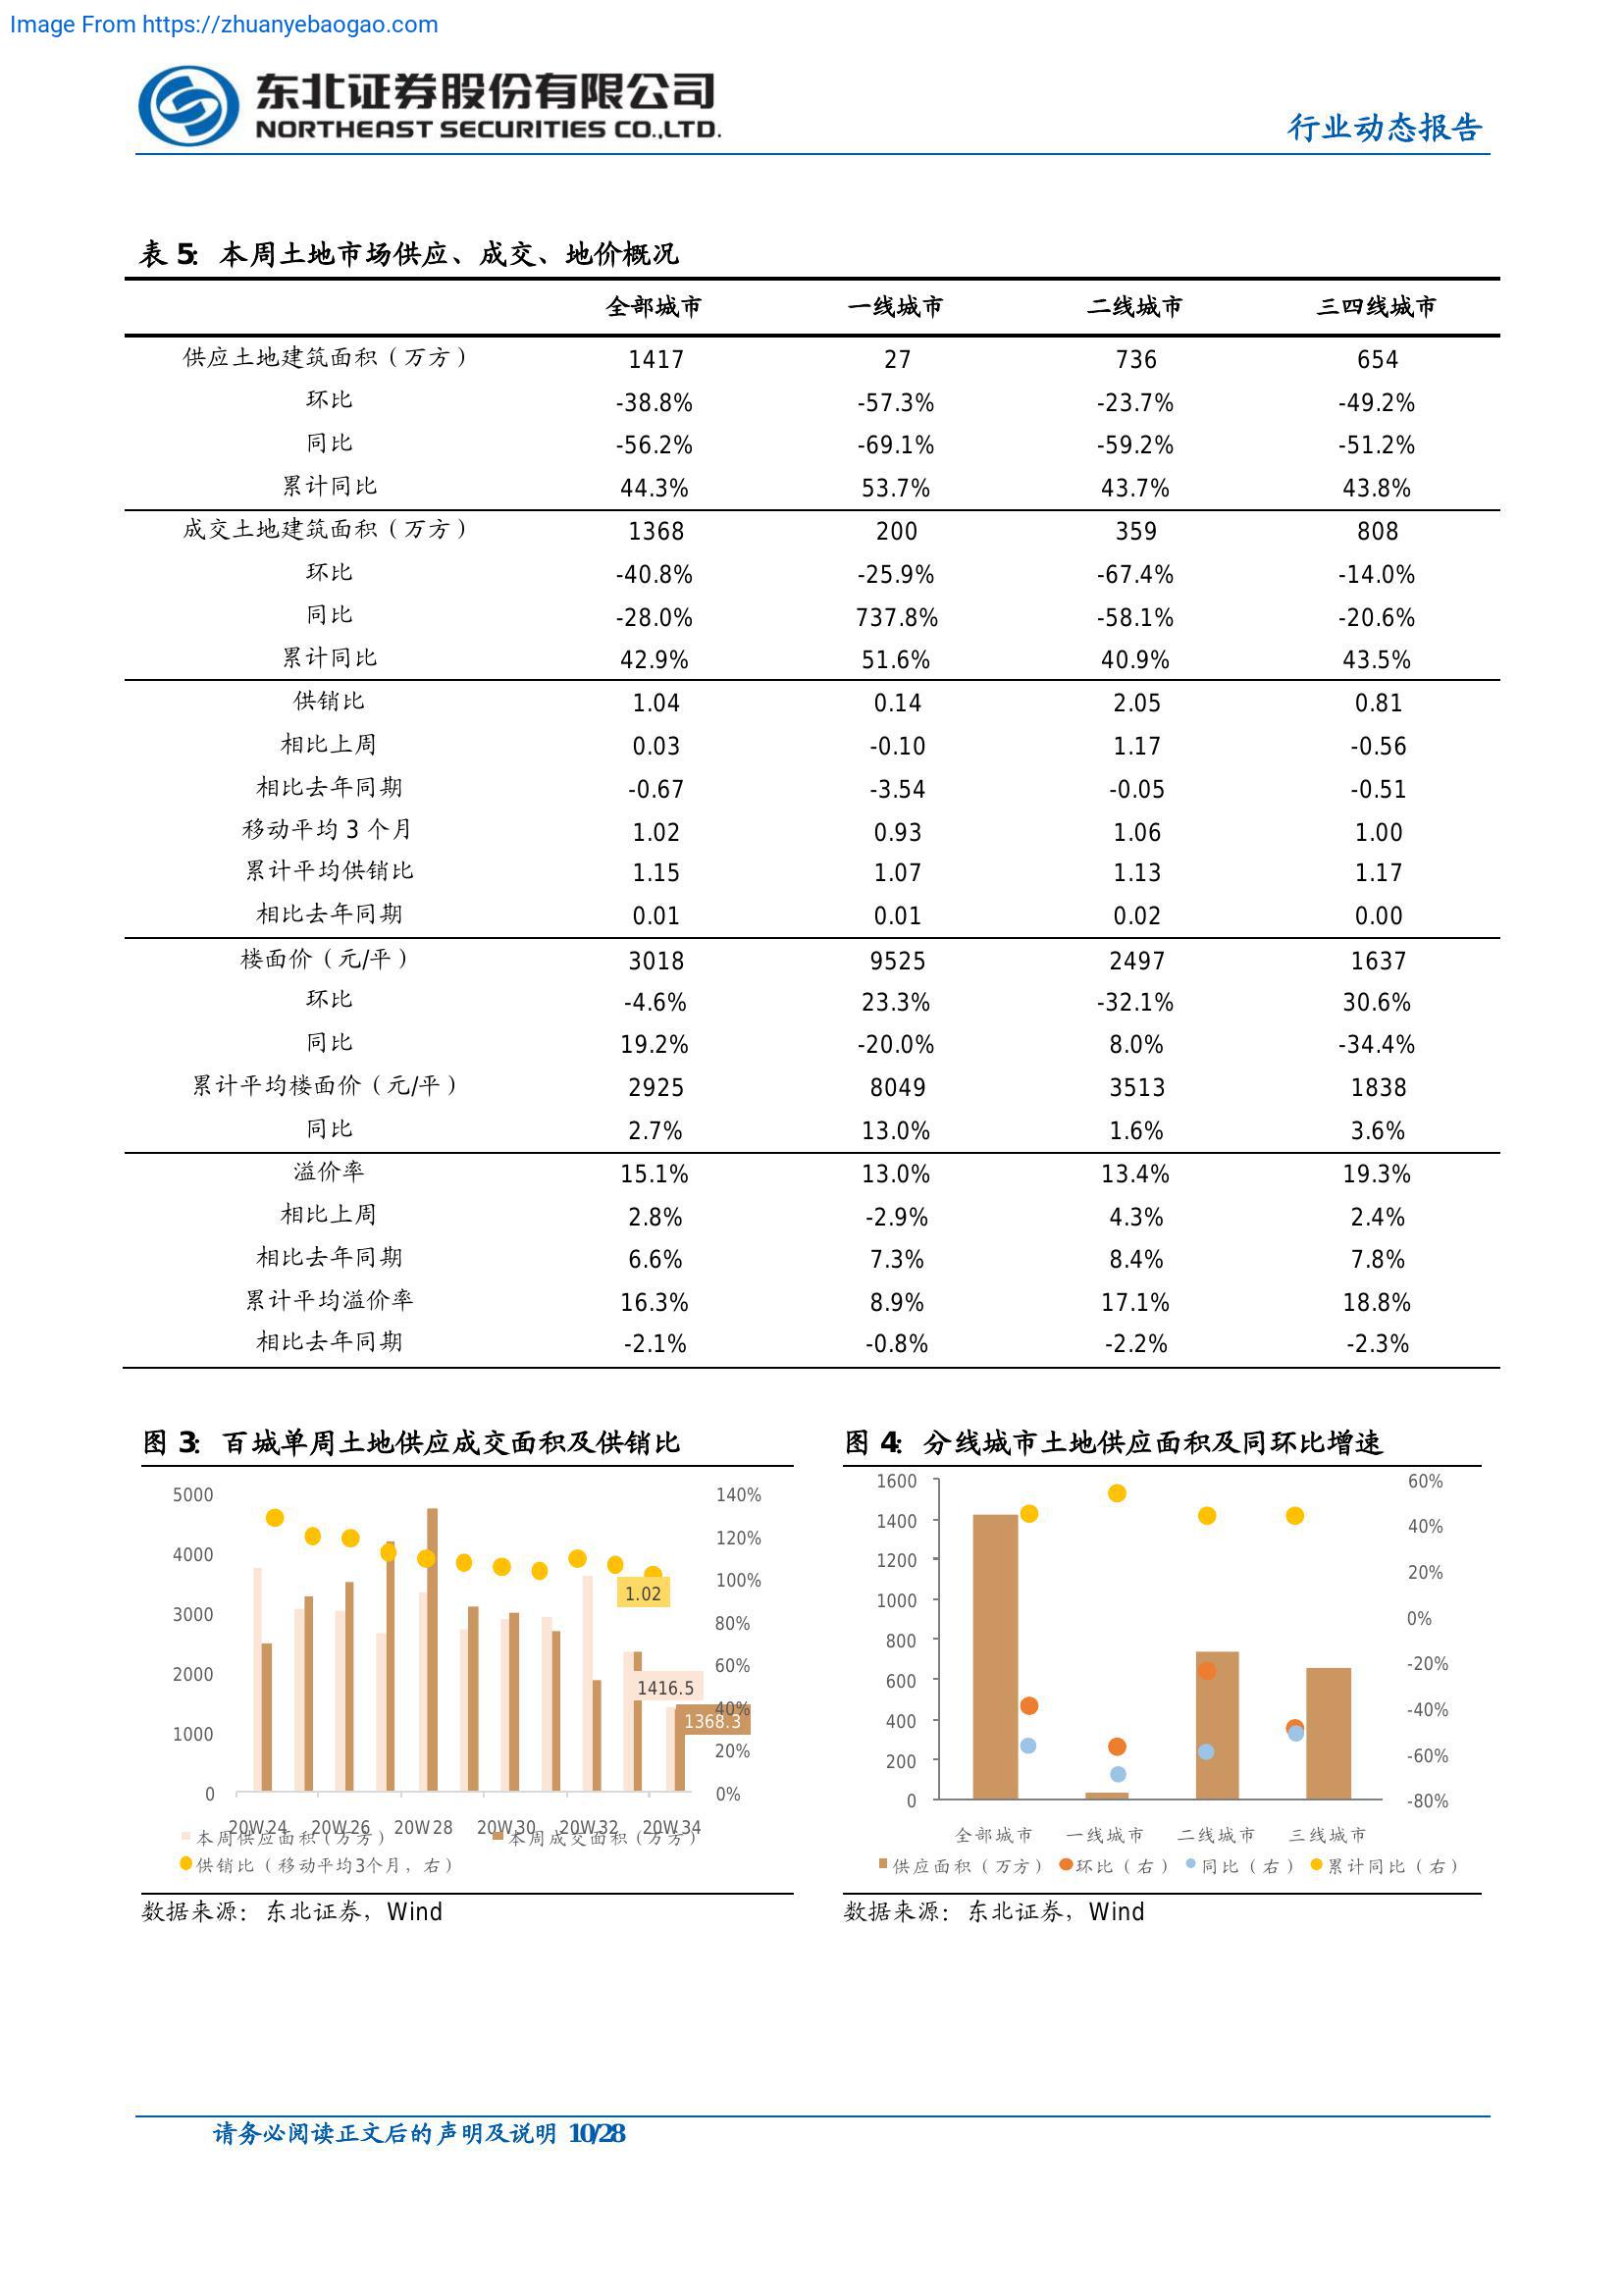 Image From https://zhuanyebaogao.com
东北证券股份有限公司
NORTHEAST SECURITIES CO.,LTD.
行业动态报告
表 5: 本周土地市场供应、成交、地价概况
全部城市 一线城市 二线城市 三四线城市
供应土地建筑面积（万方） 1417 27 736 654
环比 -38.8% -57.3% -23.7% -49.2%
同比 -56.2% -69.1% -59.2% -51.2%
累计同比 44.3% 53.7% 43.7% 43.8%
成交土地建筑面积（万方） 1368 200 359 808
环比 -40.8% -25.9% -67.4% -14.0%
同比 -28.0% 737.8% -58.1% -20.6%
累计同比 42.9% 51.6% 40.9% 43.5%
供销比 1.04 0.14 2.05 0.81
相比上周 0.03 -0.10 1.17 -0.56
相比去年同期 -0.67 -3.54 -0.05 -0.51
移动平均 3 个月 1.02 0.93 1.06 1.00
累计平均供销比 1.15 1.07 1.13 1.17
相比去年同期 0.01 0.01 0.02 0.00
楼面价（元/平） 3018 9525 2497 1637
环比 -4.6% 23.3% -32.1% 30.6%
同比 19.2% -20.0% 8.0% -34.4%
累计平均楼面价（元/平） 2925 8049 3513 1838
同比 2.7% 13.0% 1.6% 3.6%
溢价率 15.1% 13.0% 13.4% 19.3%
相比上周 2.8% -2.9% 4.3% 2.4%
相比去年同期 6.6% 7.3% 8.4% 7.8%
累计平均溢价率 16.3% 8.9% 17.1% 18.8%
相比去年同期 -2.1% -0.8% -2.2% -2.3%
图 3: 百城单周土地供应成交面积及供销比
5000 140%
120%
4000
100%
1.02
3000 80%
60%
2000
1416.5
40%
1368.3
1000
20%
0 0%
20W24 20W26 20W28 20W30 20W32 20W34
本周供应面积（万方） 本周成交面积（万方）
供销比（移动平均3个月，右）
数据来源：东北证券，Wind
图 4: 分线城市土地供应面积及同环比增速
1600 60%
1400 40%
1200 20%
1000 0%
800 -20%
600 -40%
400 -60%
200
0 -80%
全部城市 一线城市 二线城市 三线城市
供应面积（万方） 环比（右） 同比（右） 累计同比（右）
数据来源：东北证券，Wind
请务必阅读正文后的声明及说明 10/28